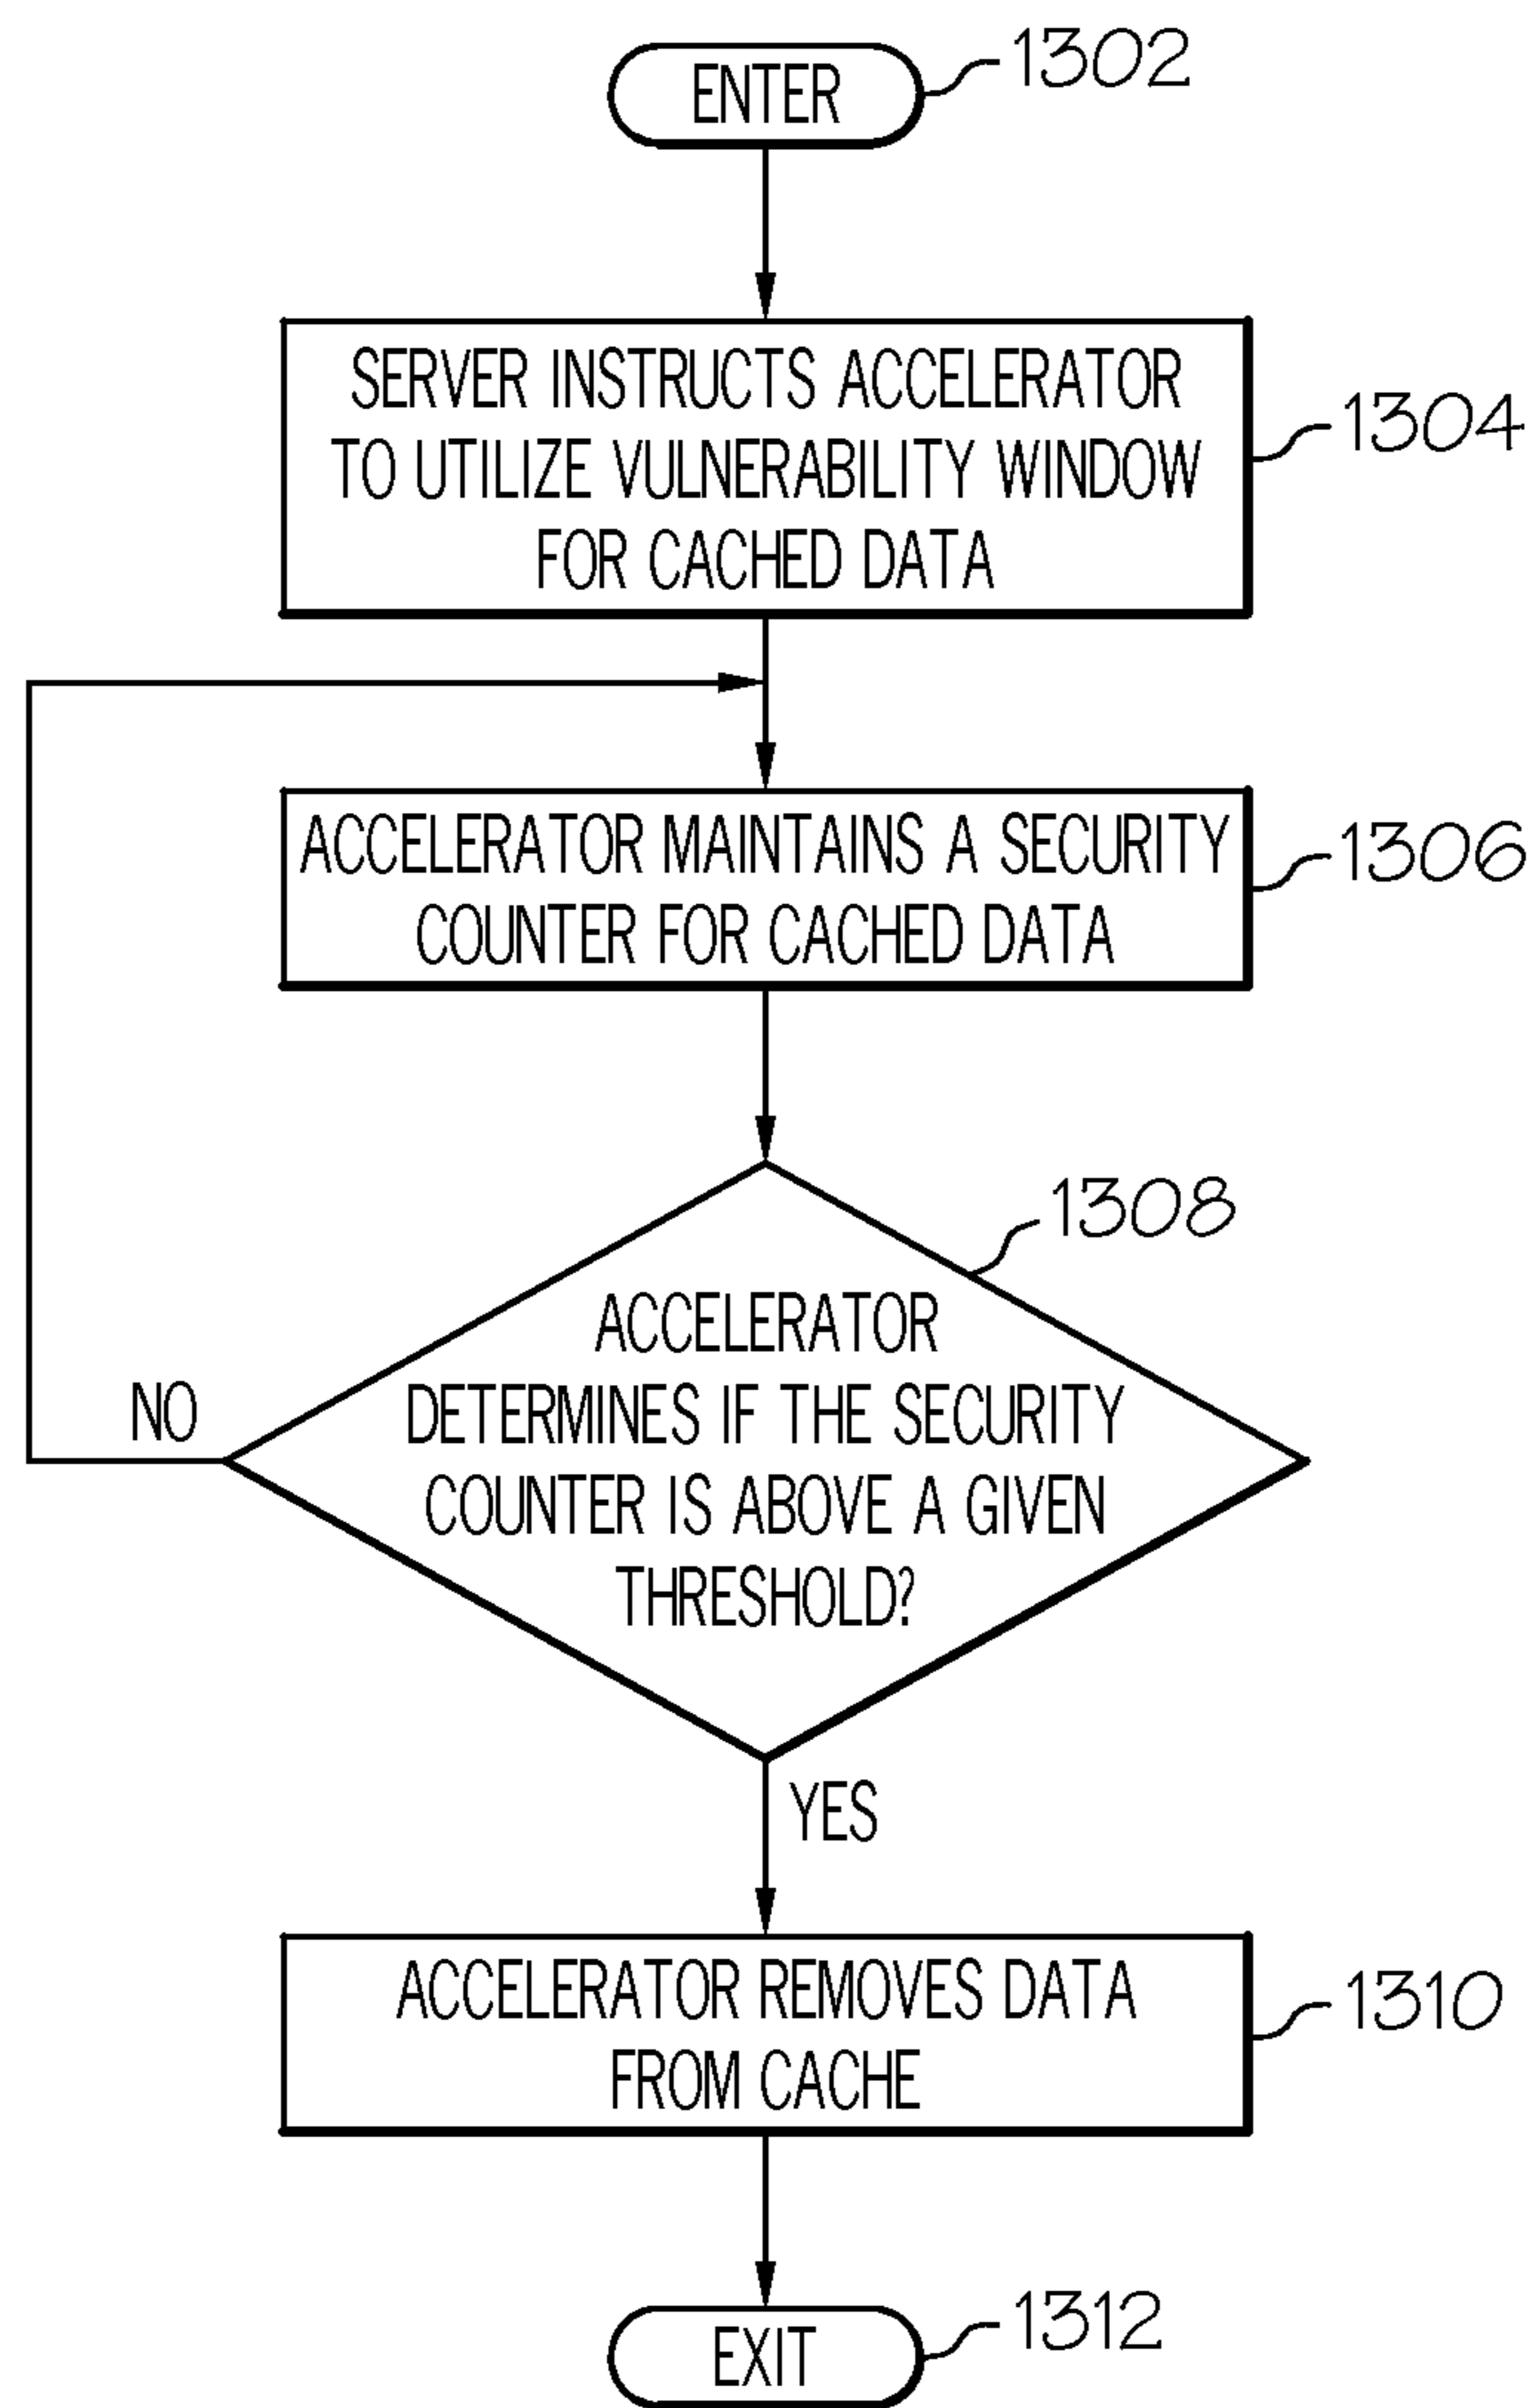 ENTER
1302
SERVER INSTRUCTS ACCELERATOR
TO UTILIZE VULNERABILITY WINDOW
FOR CACHED DATA
1304
ACCELERATOR MAINTAINS A SECURITY
COUNTER FOR CACHED DATA
1306
1308
ACCELERATOR
DETERMINES IF THE SECURITY
COUNTER IS ABOVE A GIVEN
THRESHOLD?
NO
YES
ACCELERATOR REMOVES DATA
FROM CACHE
1310
EXIT
1312